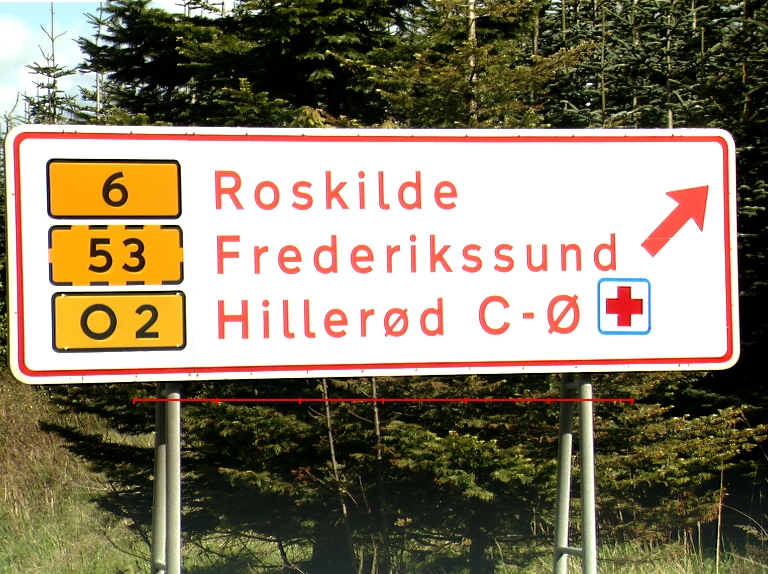 6 Roskilde
53 Frederikssund
O2 Hillerød C-Ø